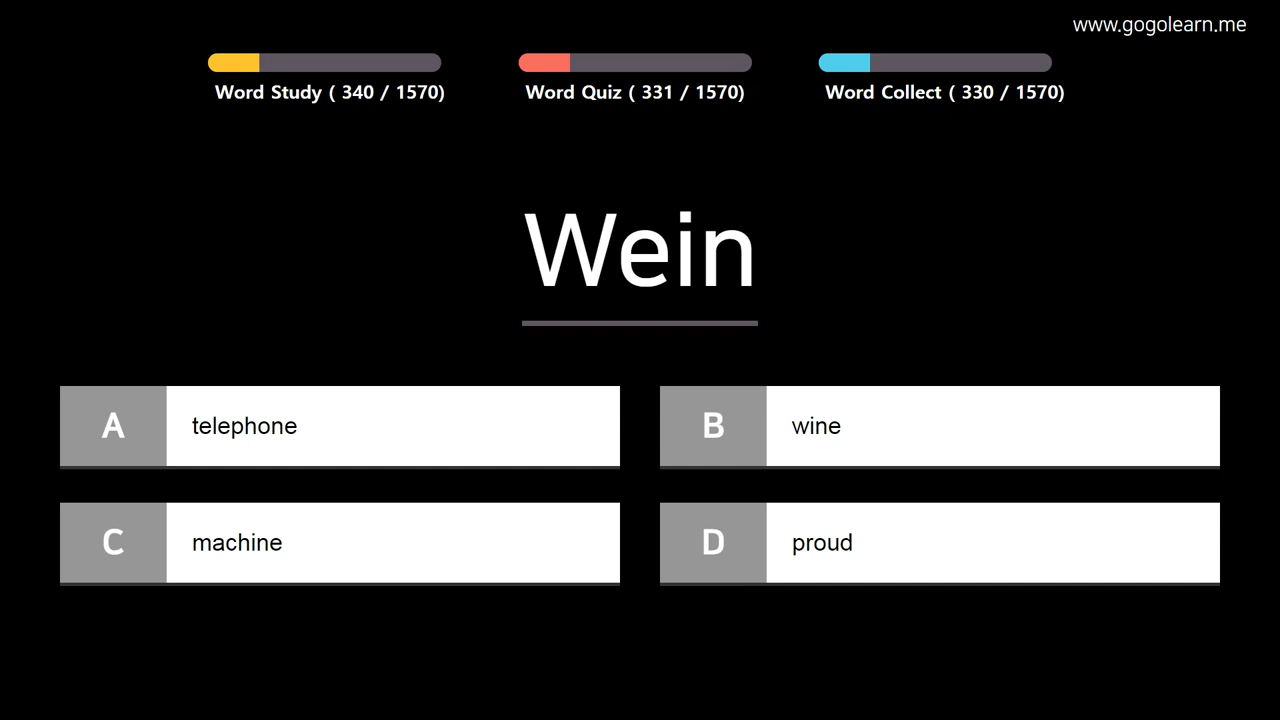 www.gogolearn.me
Word Study ( 340 / 1570)
Word Quiz ( 331 / 1570)
Word Collect ( 330 / 1570)
Wein
A telephone
B wine
C machine
D proud